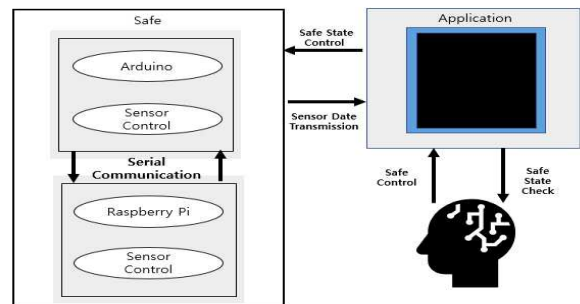 Safe
Arduino
Sensor
Control
Serial
Communication
Raspberry Pi
Sensor
Control
Safe State
Control
Sensor Date
Transmission
Application
Safe
Control
Safe
State
Check